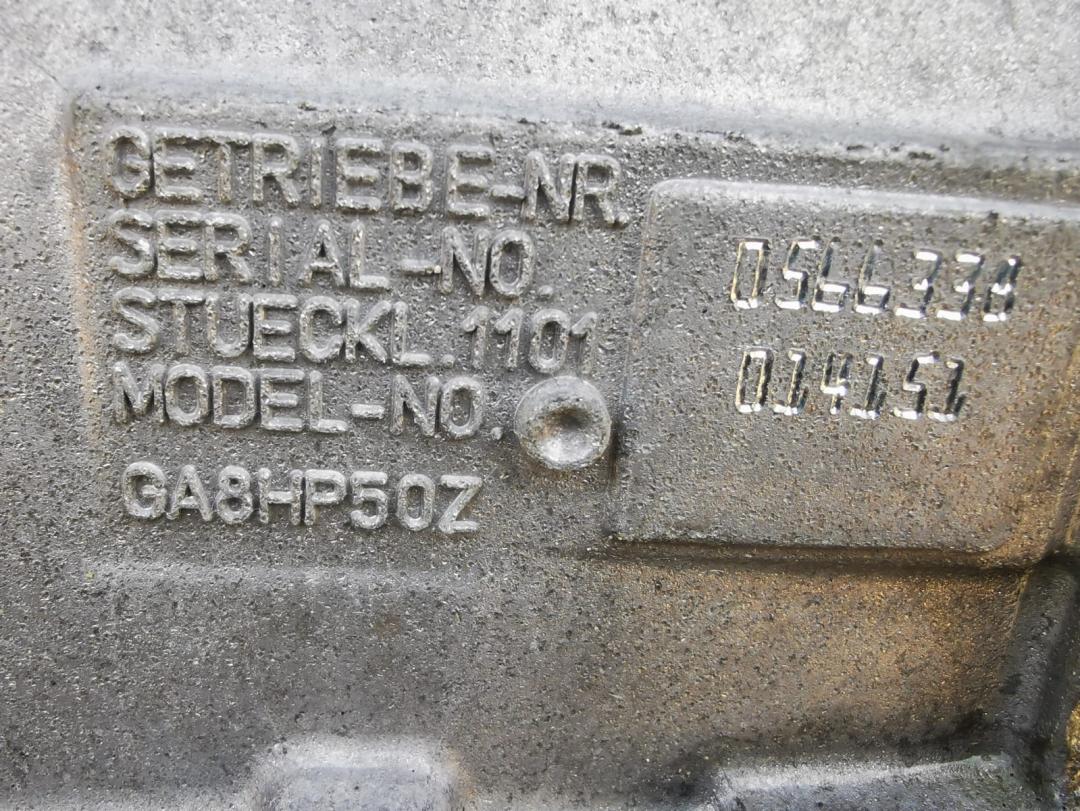 GETRIEBE-NR.
SERIAL-NO. 0566338
STUECKL.1101
MODEL-NO. 014151
GA8HP50Z